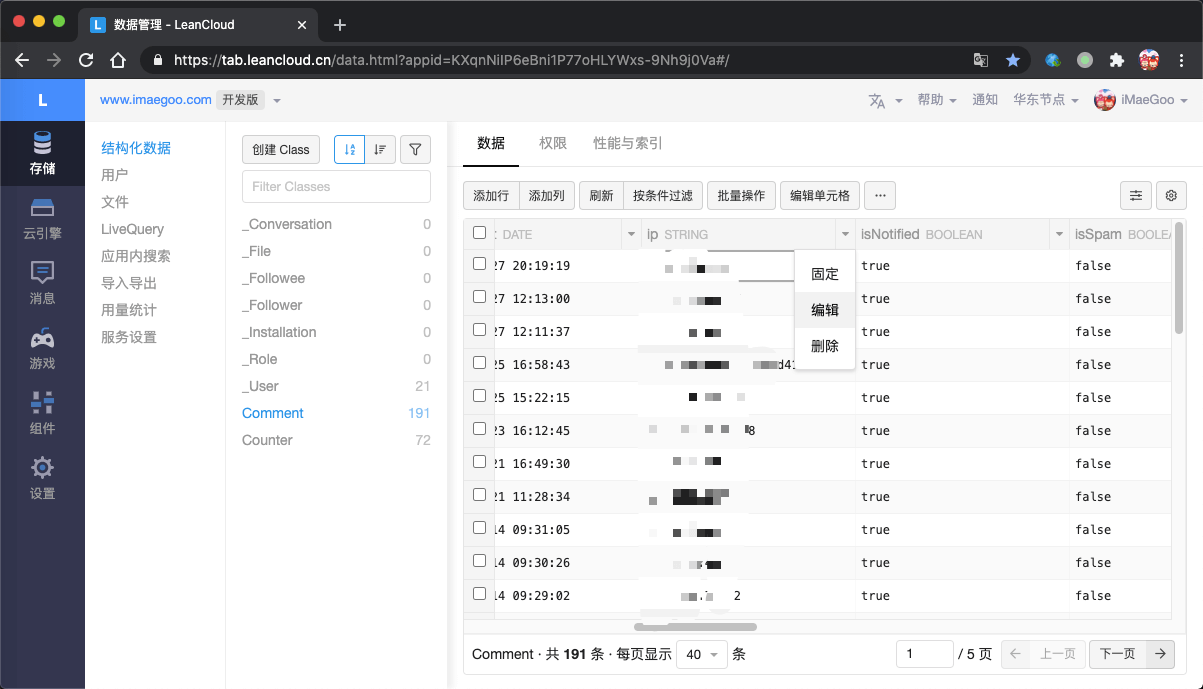 数据管理 - LeanCloud
https://tab.leancloud.cn/data.html?appid=KXqnNiIP6eBni1P77oHLYWxs-9Nh9j0Va#/
L
www.imaegoo.com 开发版 帮助 通知 华东节点 iMaeGoo
存储
云引擎
消息
游戏
组件
设置
结构化数据
用户
文件
LiveQuery
应用内搜索
导入导出
用量统计
服务设置
创建 Class
Filter Classes
_Conversation 0
_File 0
_Followee 0
_Follower 0
_Installation 0
_Role 0
_User 21
Comment 191
Counter 72
数据 权限 性能与索引
添加行 添加列 刷新 按条件过滤 批量操作 编辑单元格 ...
DATE ip STRING isNotified BOOLEAN isSpam BOOLEA
固定
编辑
删除
27 20:19:19 true false
27 12:13:00 true false
27 12:11:37 true false
25 16:58:43 d41 true false
25 15:22:15 true false
23 16:12:45 8 true false
21 16:49:30 true false
21 11:28:34 true false
14 09:31:05 true false
14 09:30:26 true false
14 09:29:02 2 true false
Comment · 共 191 条 · 每页显示 40 条 1 / 5 页 ← 上一页 下一页 →